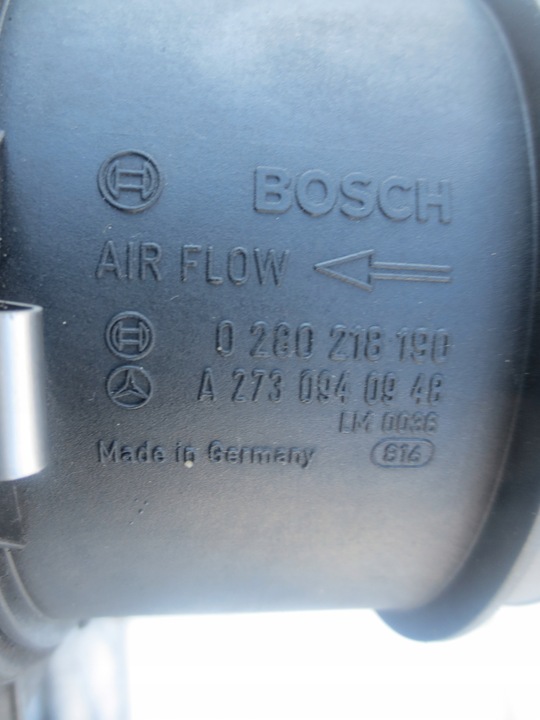 BOSCH
AIR FLOW
0 280 218 190
A 273 094 09 48
LM 0036
Made in Germany
816